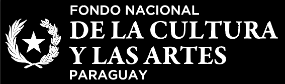 FONDO NACIONAL
DE LA CULTURA
Y LAS ARTES
PARAGUAY